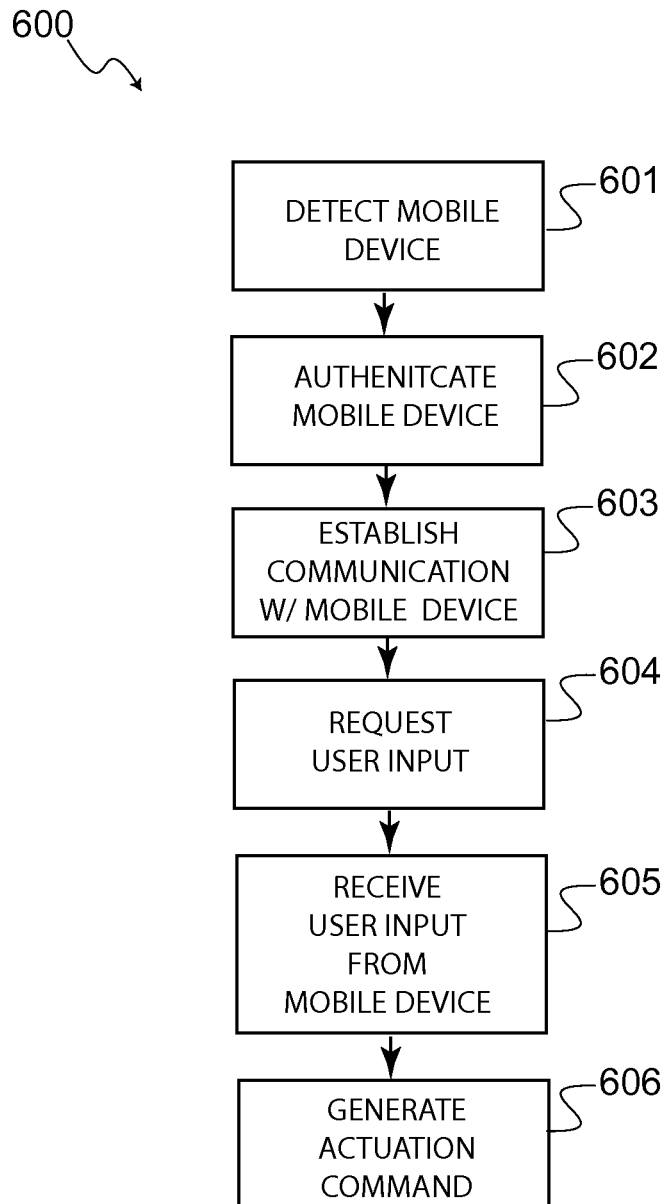 600
601
DETECT MOBILE
DEVICE
602
AUTHENITCATE
MOBILE DEVICE
603
ESTABLISH
COMMUNICATION
W/ MOBILE DEVICE
604
REQUEST
USER INPUT
605
RECEIVE
USER INPUT
FROM
MOBILE DEVICE
606
GENERATE
ACTUATION
COMMAND